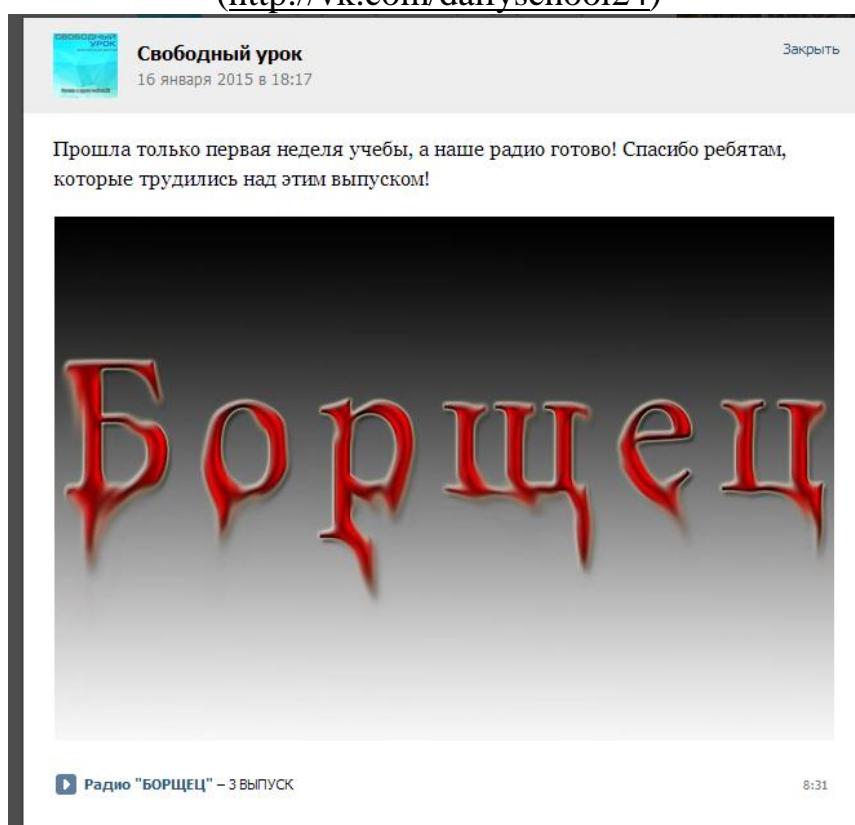 Свободный урок
16 января 2015 в 18:17
Закрыть
Прошла только первая неделя учебы, а наше радио готово! Спасибо ребятам,
которые трудились над этим выпуском!
Борщец
Радио "БОРЩЕЦ" – 3 ВЫПУСК
8:31